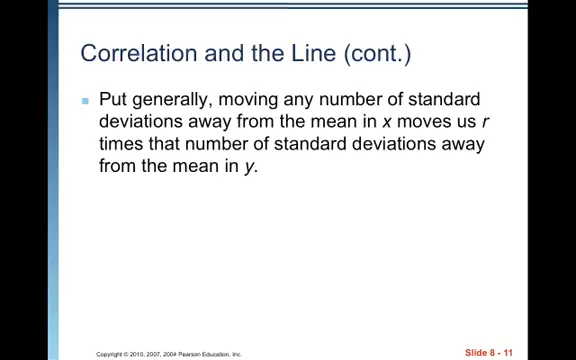 Correlation and the Line (cont.)
Put generally, moving any number of standard
deviations away from the mean in x moves us r
times that number of standard deviations away
from the mean in y.
Copyright © 2010, 2007, 2004 Pearson Education, Inc.
Slide 8 - 11